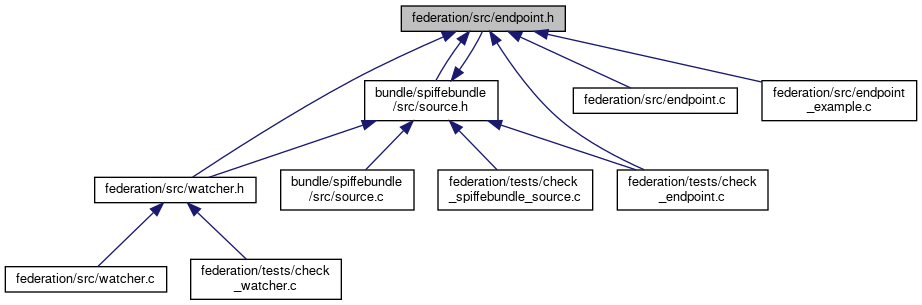 federation/src/endpoint.h
bundle/spiffebundle
/src/source.h
federation/src/endpoint.c
federation/src/endpoint
_example.c
federation/src/watcher.h
bundle/spiffebundle
/src/source.c
federation/tests/check
_spiffebundle_source.c
federation/tests/check
_endpoint.c
federation/src/watcher.c
federation/tests/check
_watcher.c